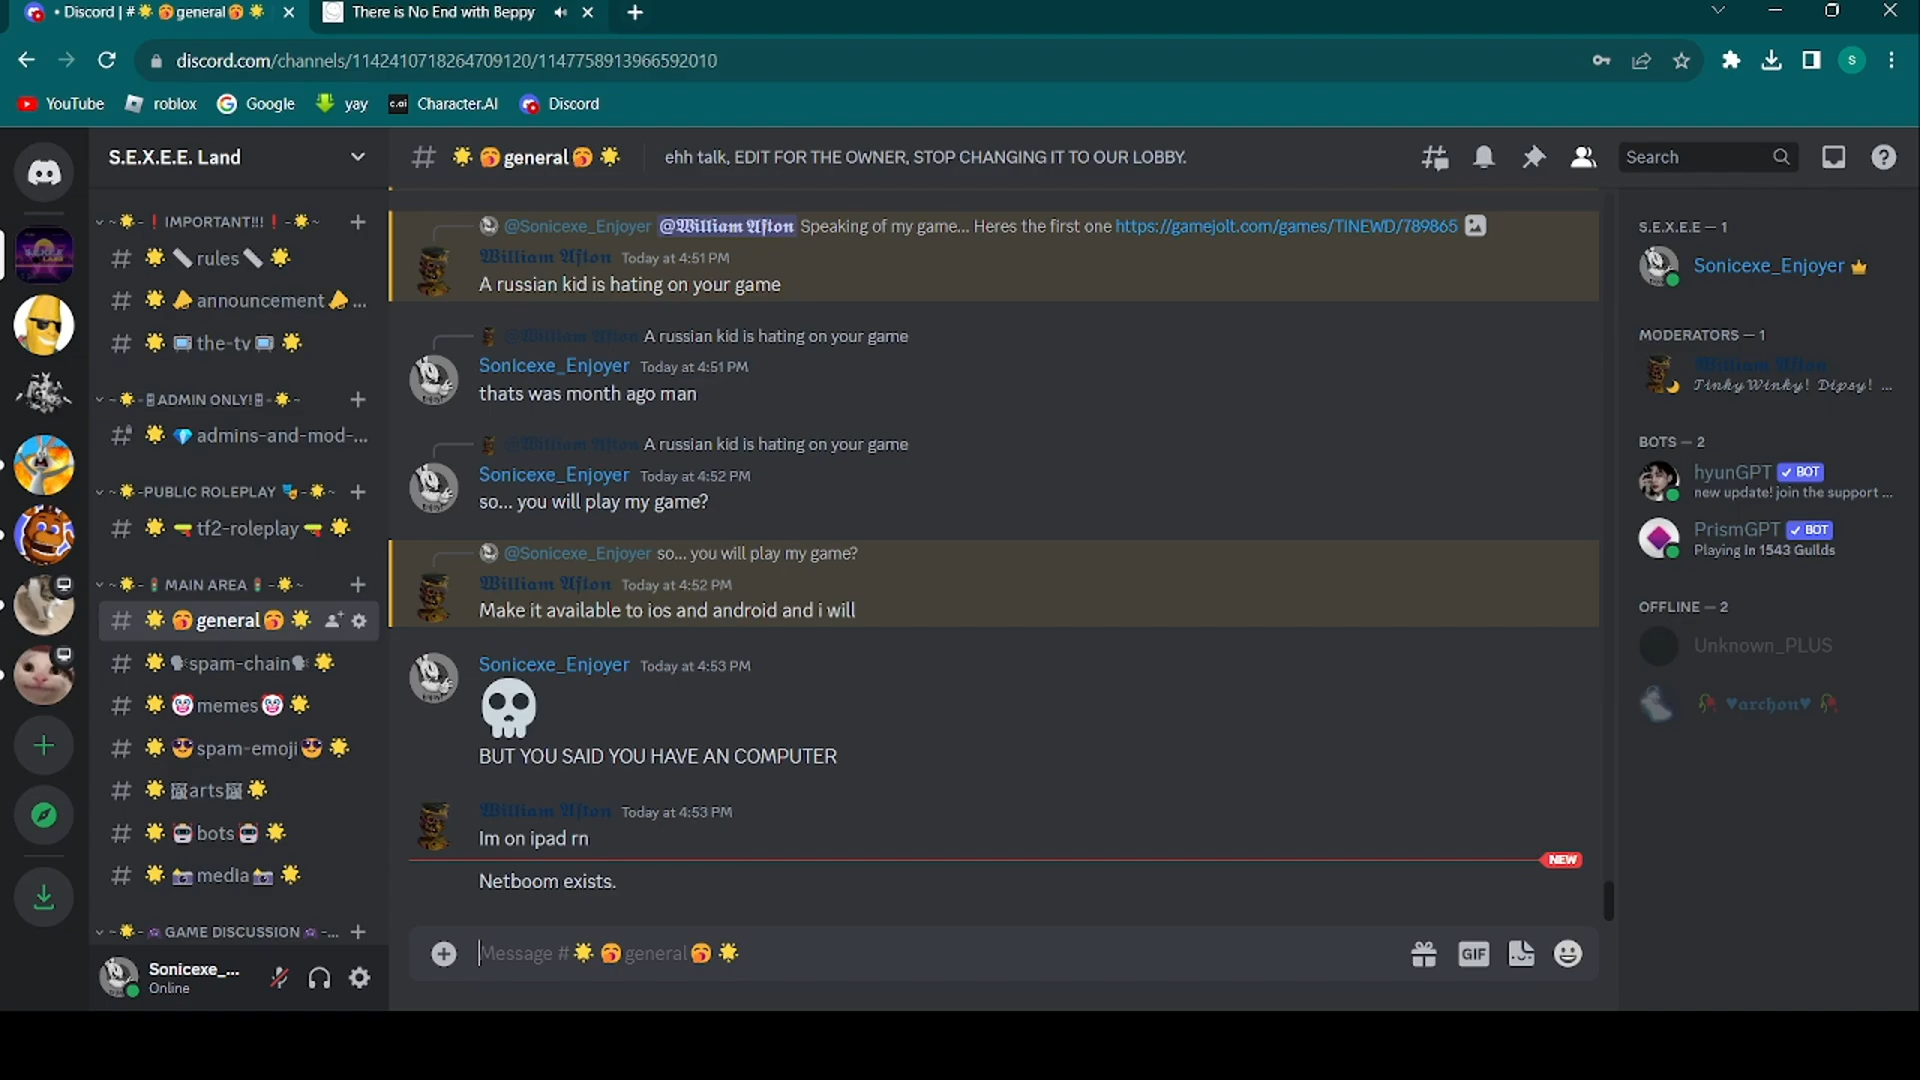 • Discord | # general
There is No End with Beppy
discord.com/channels/1142410718264709120/1147758913966592010
s
YouTube roblox Google yay c.ai Character.AI Discord
S.E.X.E.E. Land
general ehh talk, EDIT FOR THE OWNER, STOP CHANGING IT TO OUR LOBBY.
Search
~ - IMPORTANT!!! - ~
rules
announcement ...
the-tv
~ - ADMIN ONLY! - ~
admins-and-mod-...
~ -PUBLIC ROLEPLAY - ~
tf2-roleplay
~ - MAIN AREA - ~
general
spam-chain
memes
spam-emoji
arts
bots
media
~ - GAME DISCUSSION -...
Sonicexe_...
Online
@Sonicexe_Enjoyer @𝖂𝖎𝖑𝖑𝖎𝖆𝖒 𝕬𝖋𝖙𝖔𝖓 Speaking of my game... Heres the first one https://gamejolt.com/games/TINEWD/789865
𝖂𝖎𝖑𝖑𝖎𝖆𝖒 𝕬𝖋𝖙𝖔𝖓 Today at 4:51 PM
A russian kid is hating on your game
@𝖂𝖎𝖑𝖑𝖎𝖆𝖒 𝕬𝖋𝖙𝖔𝖓 A russian kid is hating on your game
Sonicexe_Enjoyer Today at 4:51 PM
thats was month ago man
@𝖂𝖎𝖑𝖑𝖎𝖆𝖒 𝕬𝖋𝖙𝖔𝖓 A russian kid is hating on your game
Sonicexe_Enjoyer Today at 4:52 PM
so... you will play my game?
@Sonicexe_Enjoyer so... you will play my game?
𝖂𝖎𝖑𝖑𝖎𝖆𝖒 𝕬𝖋𝖙𝖔𝖓 Today at 4:52 PM
Make it available to ios and android and i will
Sonicexe_Enjoyer Today at 4:53 PM
BUT YOU SAID YOU HAVE AN COMPUTER
𝖂𝖎𝖑𝖑𝖎𝖆𝖒 𝕬𝖋𝖙𝖔𝖓 Today at 4:53 PM
Im on ipad rn
NEW
Netboom exists.
Message # general
GIF
S.E.X.E.E — 1
Sonicexe_Enjoyer
MODERATORS — 1
𝖂𝖎𝖑𝖑𝖎𝖆𝖒 𝕬𝖋𝖙𝖔𝖓
𝓣𝓲𝓷𝓴𝔂 𝓦𝓲𝓷𝓴𝔂! 𝓓𝓲𝓹𝓼𝔂! ...
BOTS — 2
hyunGPT BOT
new update! join the support ...
PrismGPT BOT
Playing In 1543 Guilds
OFFLINE — 2
Unknown_PLUS
♥𝖆𝖗𝖈𝖍𝖔𝖓♥